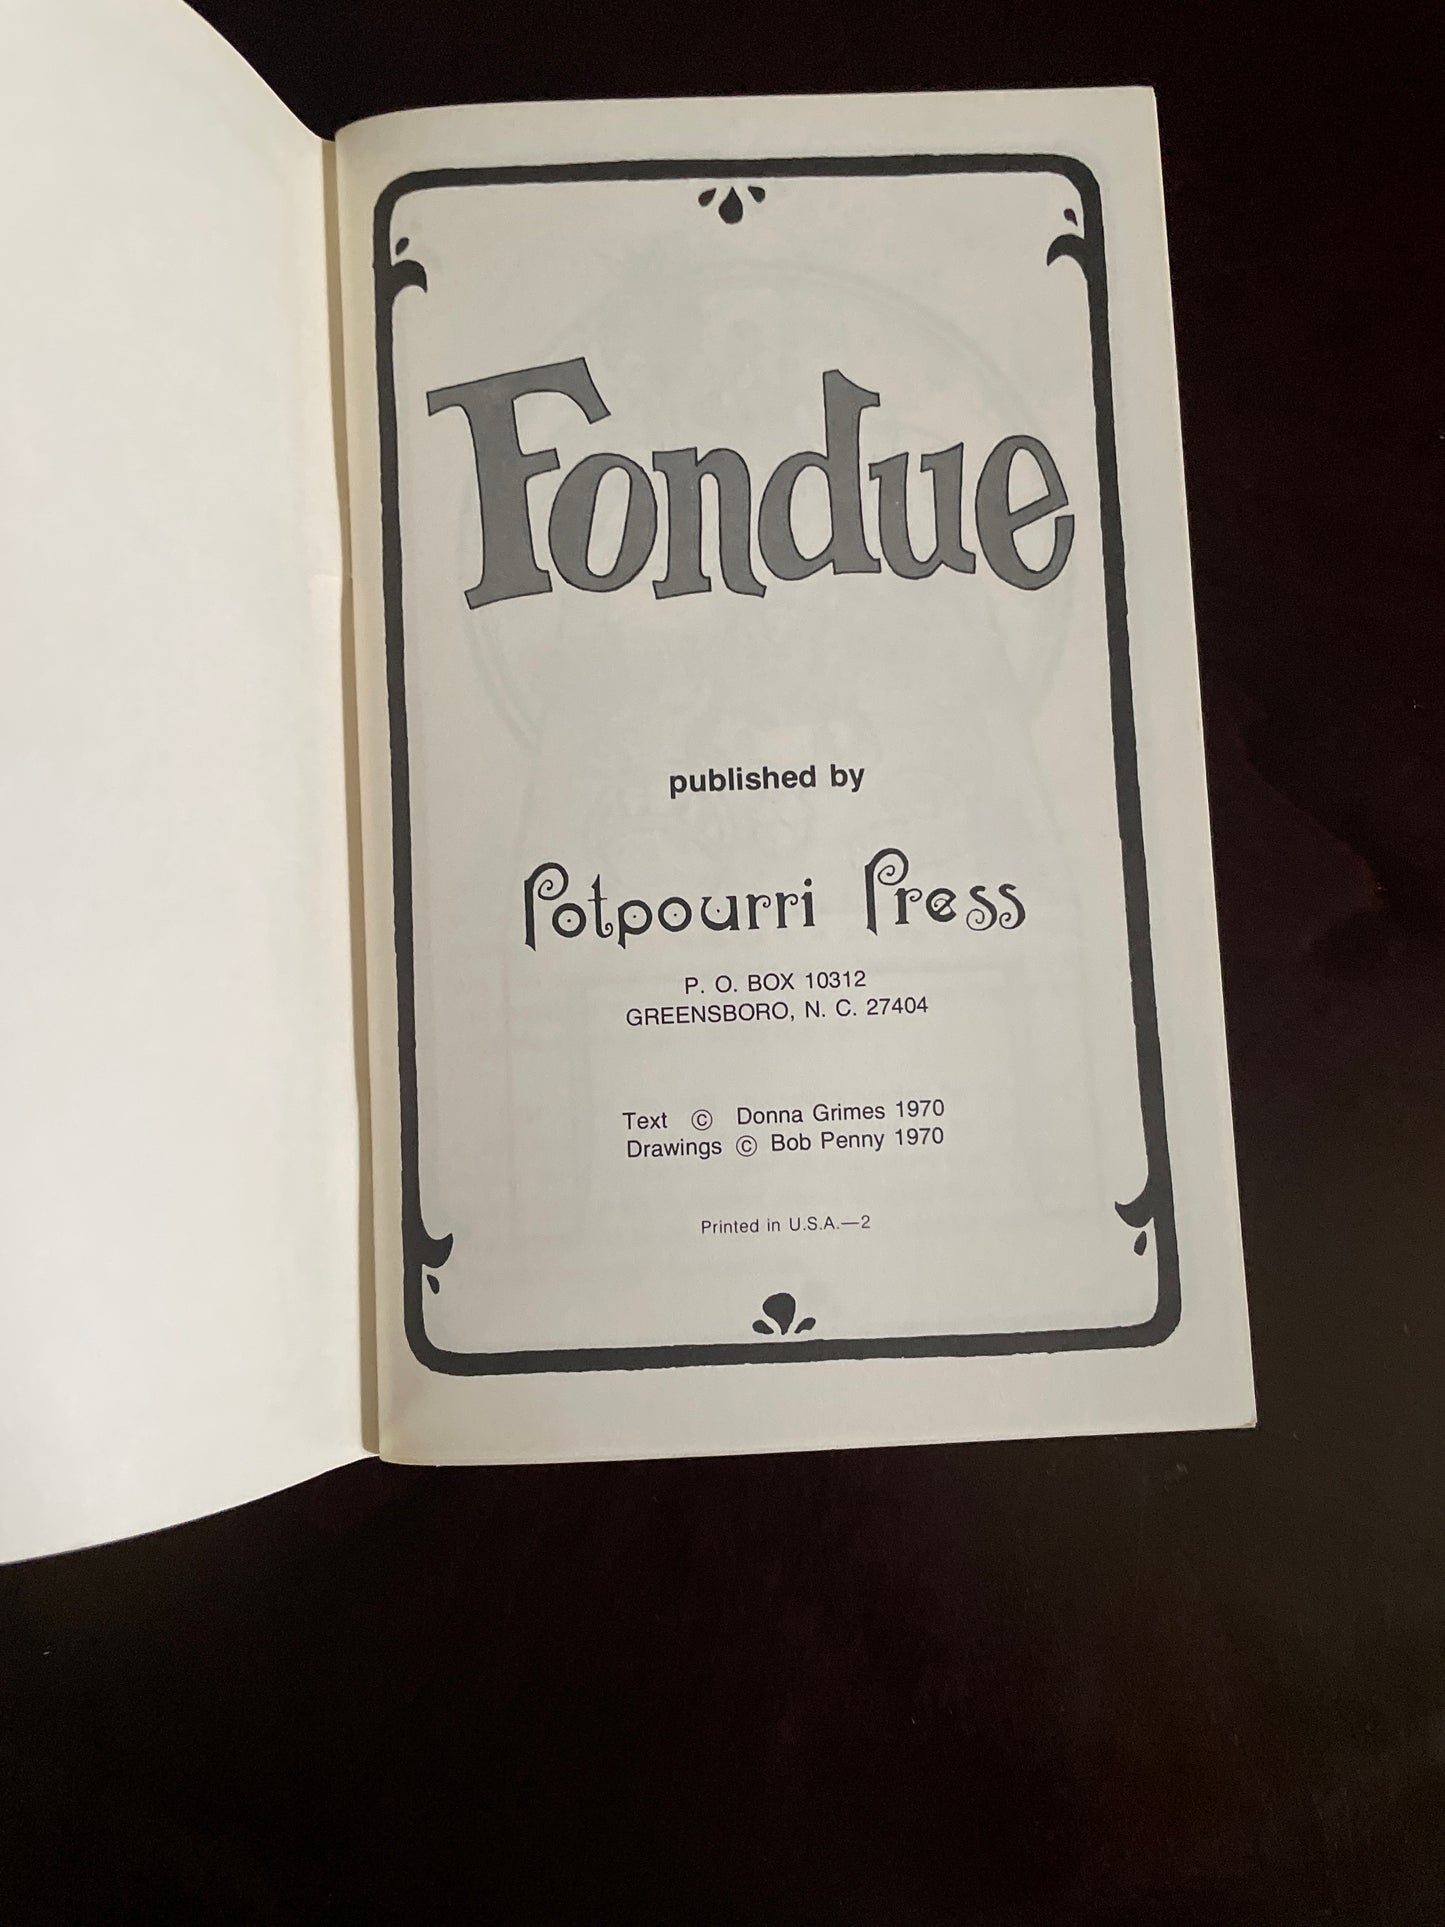 Fondue
published by
Potpourri Press
P. O. BOX 10312
GREENSBORO, N. C. 27404
Text © Donna Grimes 1970
Drawings © Bob Penny 1970
Printed in U.S.A.—2